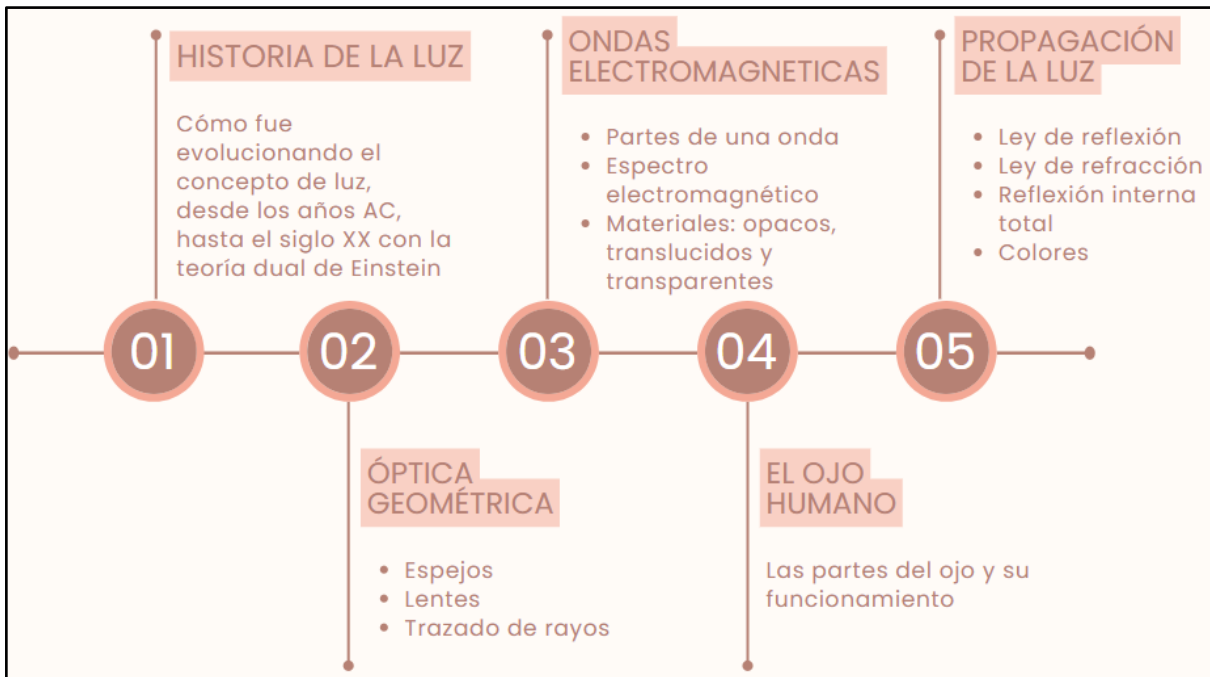 HISTORIA DE LA LUZ
Cómo fue
evolucionando el
concepto de luz,
desde los años AC,
hasta el siglo XX con la
teoría dual de Einstein
01
02
ÓPTICA
GEOMÉTRICA
• Espejos
• Lentes
• Trazado de rayos
ONDAS
ELECTROMAGNETICAS
• Partes de una onda
• Espectro
electromagnético
• Materiales: opacos,
translucidos y
transparentes
03
04
EL OJO
HUMANO
Las partes del ojo y su
funcionamiento
PROPAGACIÓN
DE LA LUZ
• Ley de reflexión
• Ley de refracción
• Reflexión interna
total
• Colores
05